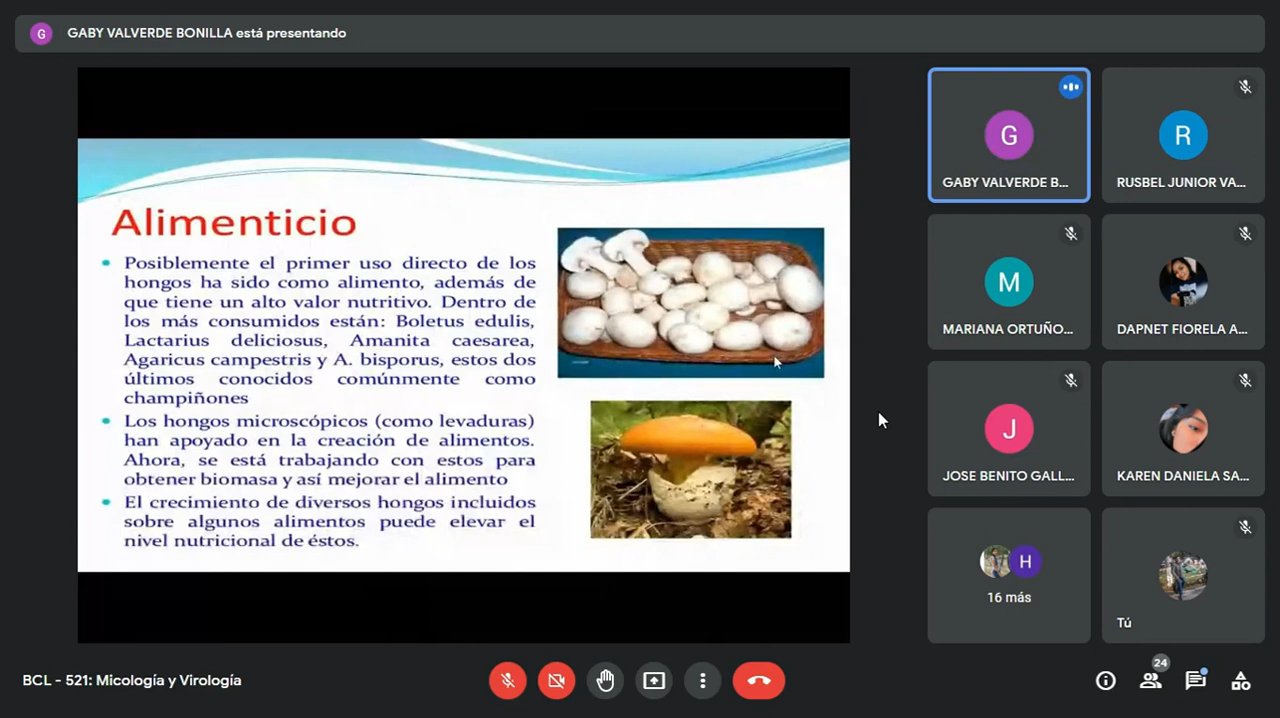 G
GABY VALVERDE BONILLA está presentando
Alimenticio
Posiblemente el primer uso directo de los
hongos ha sido como alimento, además de
que tiene un alto valor nutritivo. Dentro de
los más consumidos están: Boletus edulis,
Lactarius deliciosus, Amanita caesarea,
Agaricus campestris y A. bisporus, estos dos
últimos conocidos comúnmente como
champiñones
Los hongos microscópicos (como levaduras)
han apoyado en la creación de alimentos.
Ahora, se está trabajando con estos para
obtener biomasa y así mejorar el alimento
El crecimiento de diversos hongos incluidos
sobre algunos alimentos puede elevar el
nivel nutricional de éstos.
G
GABY VALVERDE B...
R
RUSBEL JUNIOR VA...
M
MARIANA ORTUÑO...
DAPNET FIORELA A...
J
JOSE BENITO GALL...
KAREN DANIELA SA...
H
16 más
Tú
BCL - 521: Micología y Virología
24